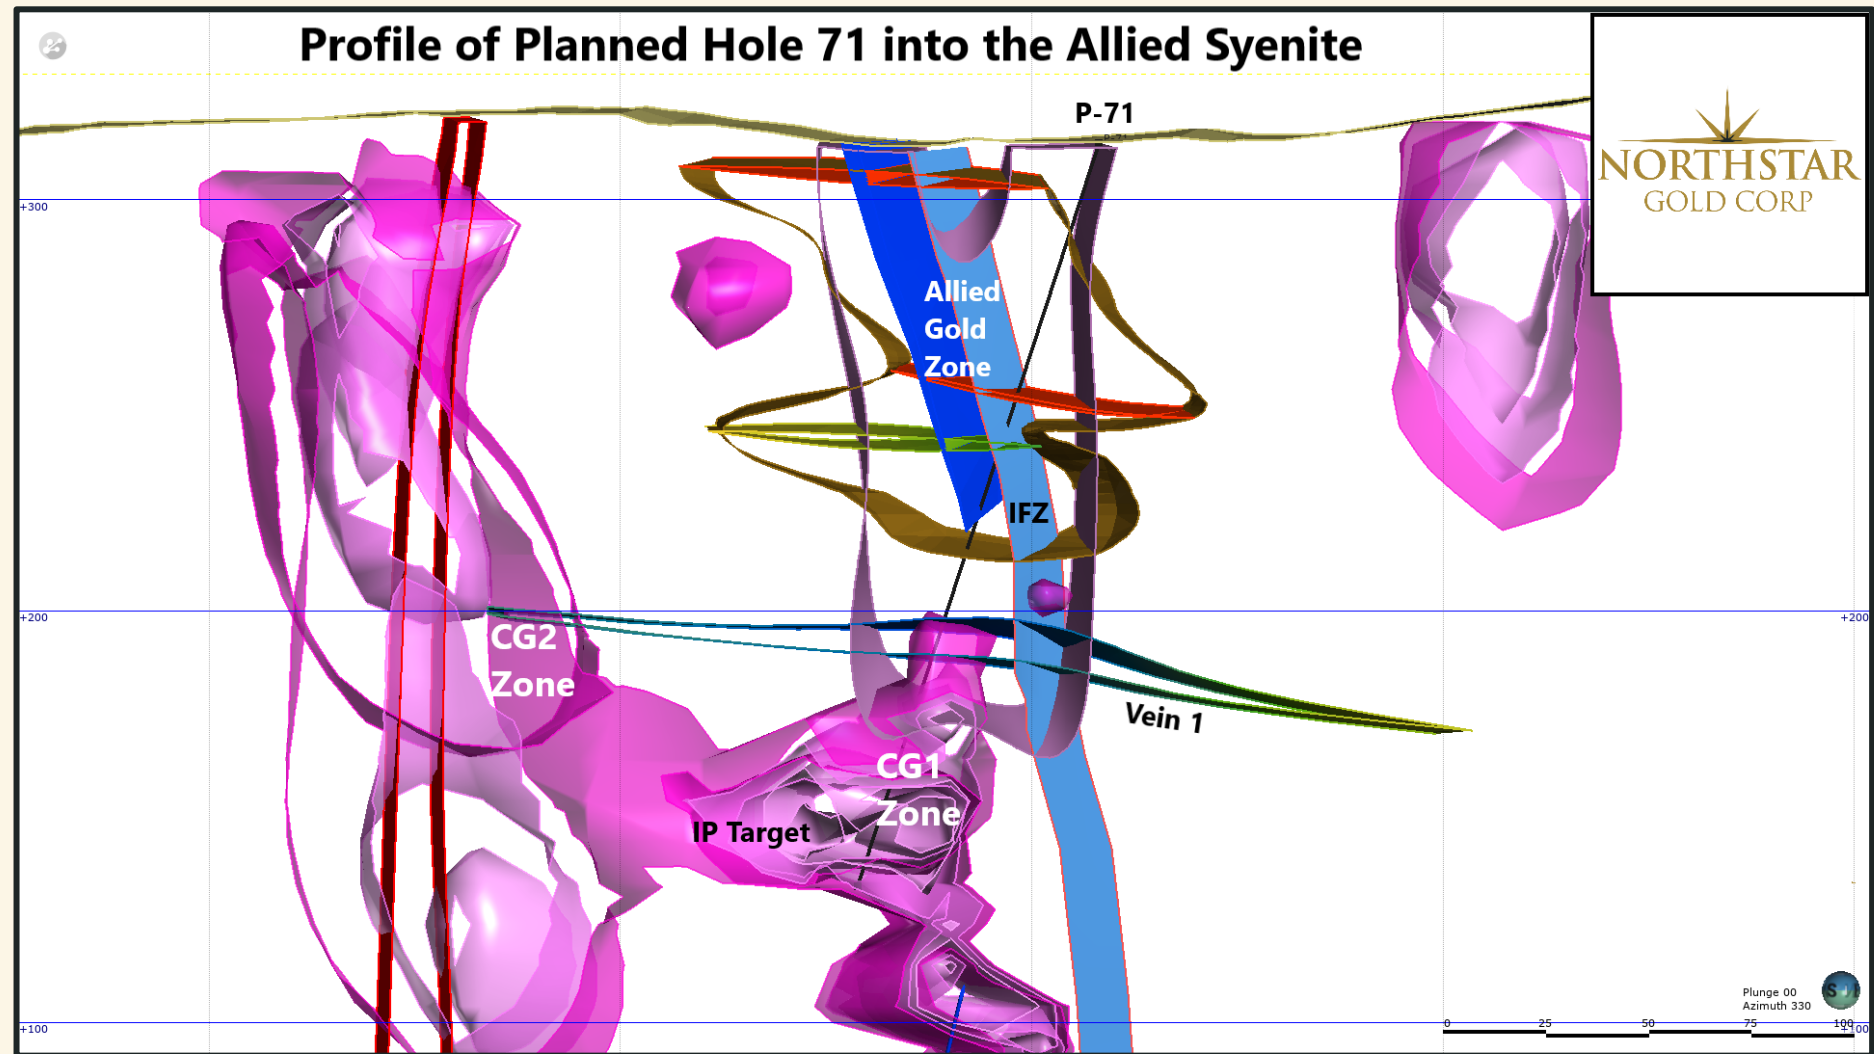 Profile of Planned Hole 71 into the Allied Syenite
NORTHSTAR
GOLD CORP
P-71
P-71
+300
Allied
Gold
Zone
IFZ
+200
+200
CG2
Zone
Vein 1
CG1
Zone
IP Target
Plunge 00
Azimuth 330
0 25 50 75 100
+100
+100